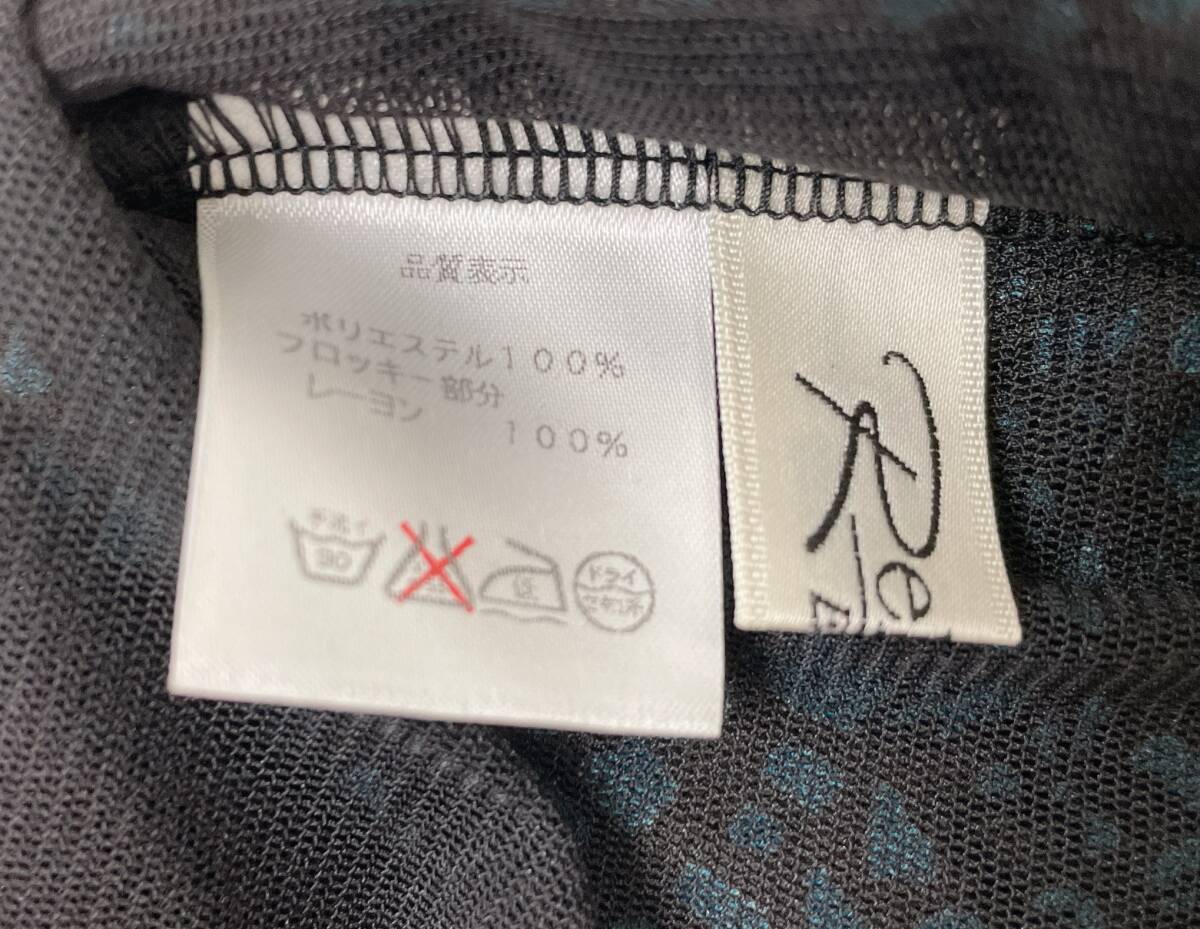 品質表示
ポリエステル100%
フロッキー部分
レーヨン 100%
手洗イ
30
低
ドライ
セキユ系
Re